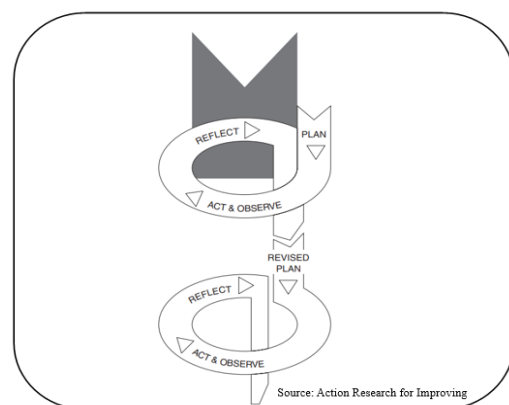 REFLECT
PLAN
ACT & OBSERVE
REVISED
PLAN
REFLECT
ACT & OBSERVE
Source: Action Research for Improving